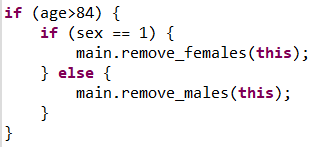 if (age>84) {
    if (sex == 1) {
        main.remove_females(this);
    } else {
        main.remove_males(this);
    }
}